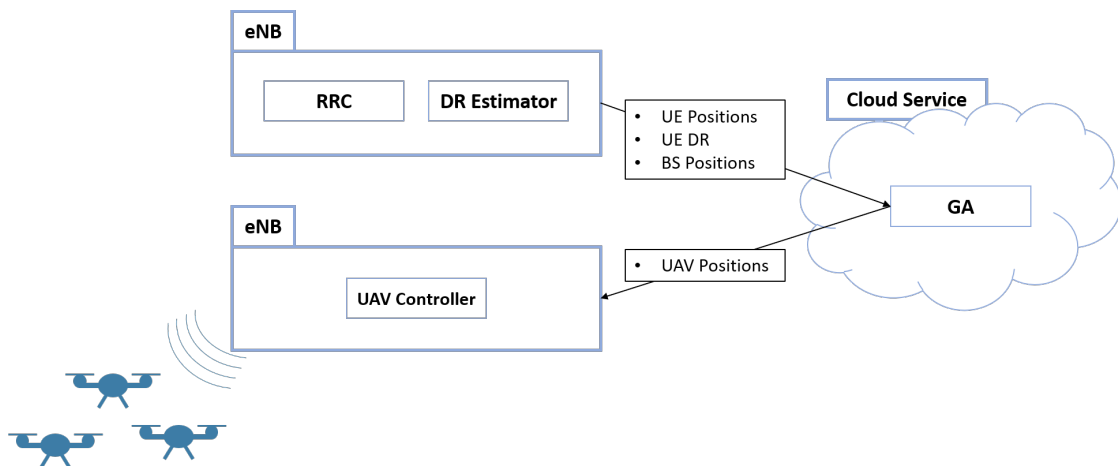 eNB
RRC
DR Estimator
• UE Positions
• UE DR
• BS Positions
Cloud Service
GA
eNB
UAV Controller
• UAV Positions